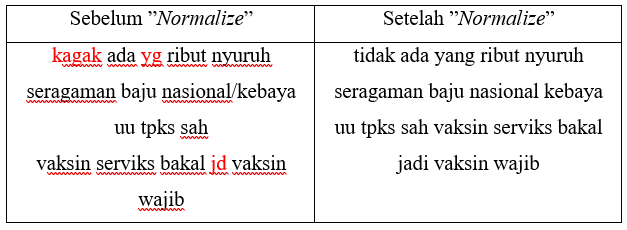 Sebelum ”Normalize”
Setelah ”Normalize”
kagak ada yg ribut nyuruh
seragaman baju nasional/kebaya
uu tpks sah
vaksin serviks bakal jd vaksin
wajib
tidak ada yang ribut nyuruh
seragaman baju nasional kebaya
uu tpks sah vaksin serviks bakal
jadi vaksin wajib